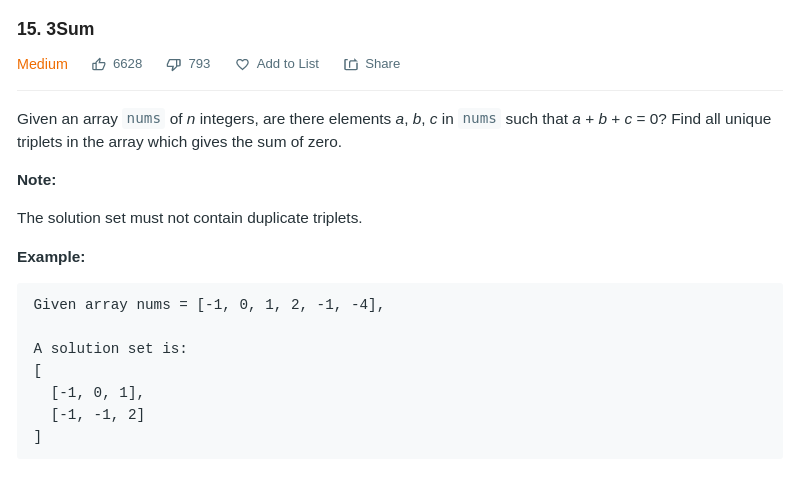 15. 3Sum
Medium 6628 793 Add to List Share
Given an array nums of n integers, are there elements a, b, c in nums such that a + b + c = 0? Find all unique
triplets in the array which gives the sum of zero.
Note:
The solution set must not contain duplicate triplets.
Example:
Given array nums = [-1, 0, 1, 2, -1, -4],
A solution set is:
[
  [-1, 0, 1],
  [-1, -1, 2]
]